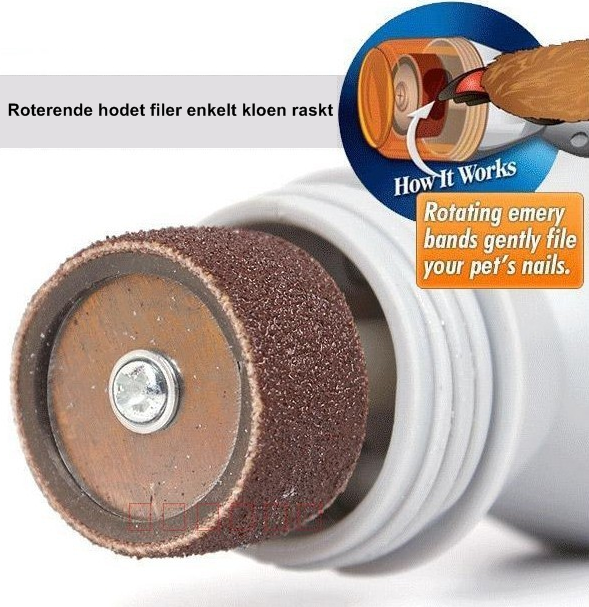 Roterende hodet filer enkelt kloen raskt
How It Works
Rotating emery
bands gently file
your pet's nails.